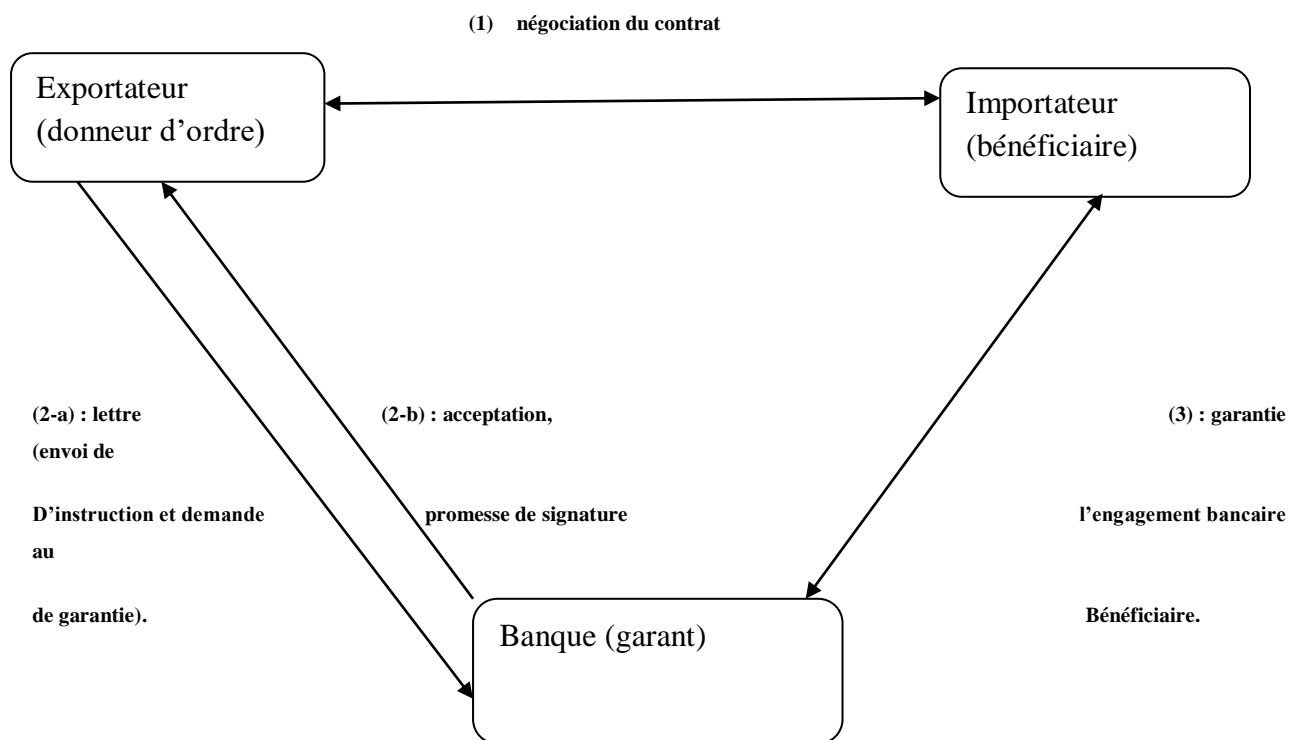 (1) négociation du contrat
Exportateur
(donneur d’ordre)
Importateur
(bénéficiaire)
(2-a) : lettre (2-b) : acceptation, (3) : garantie
(envoi de
D’instruction et demande promesse de signature l’engagement bancaire
au
de garantie). Bénéficiaire.
Banque (garant)